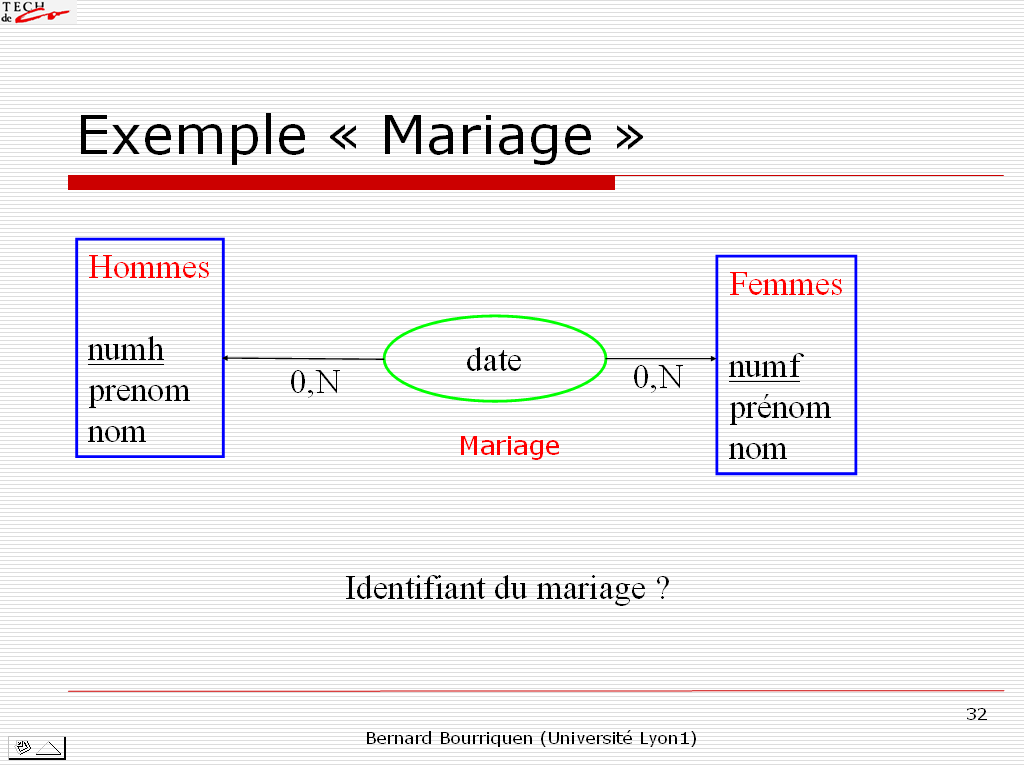 TECH
de
Exemple « Mariage »
Hommes
numh
prenom
nom
0,N
date
Mariage
0,N
Femmes
numf
prénom
nom
Identifiant du mariage ?
32
Bernard Bourriquen (Université Lyon1)